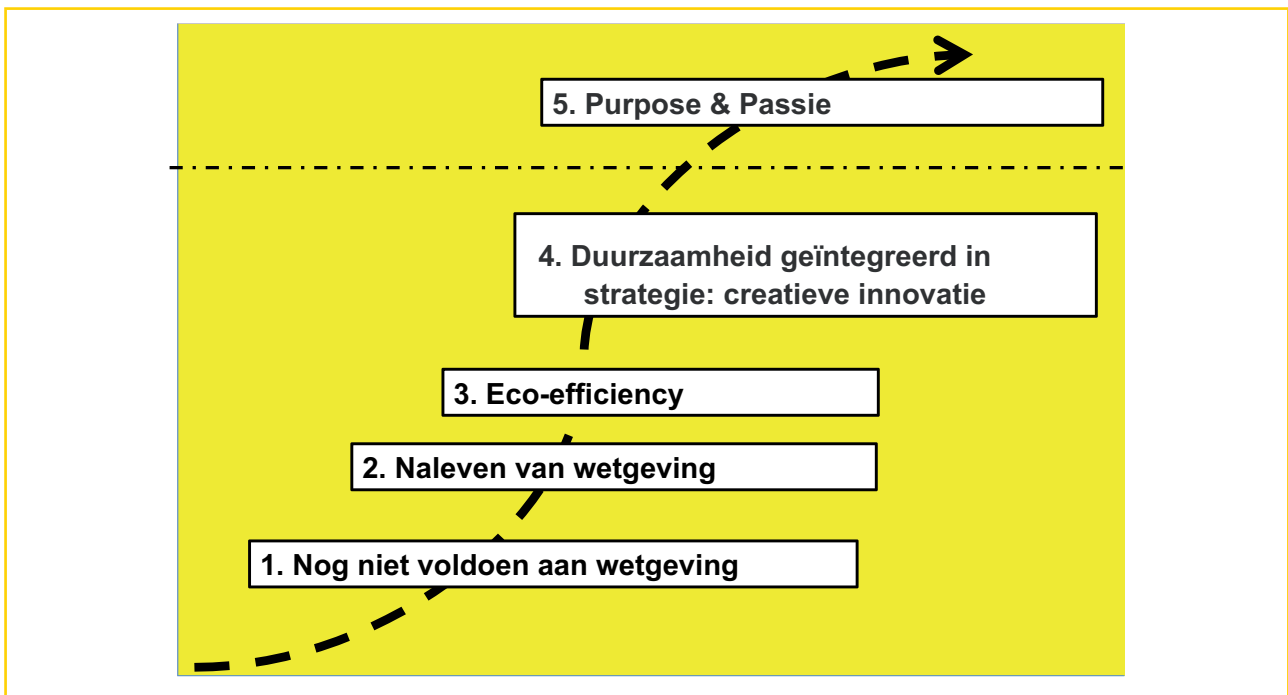 5. Purpose & Passie
4. Duurzaamheid geïntegreerd in
strategie: creatieve innovatie
3. Eco-efficiency
2. Naleven van wetgeving
1. Nog niet voldoen aan wetgeving